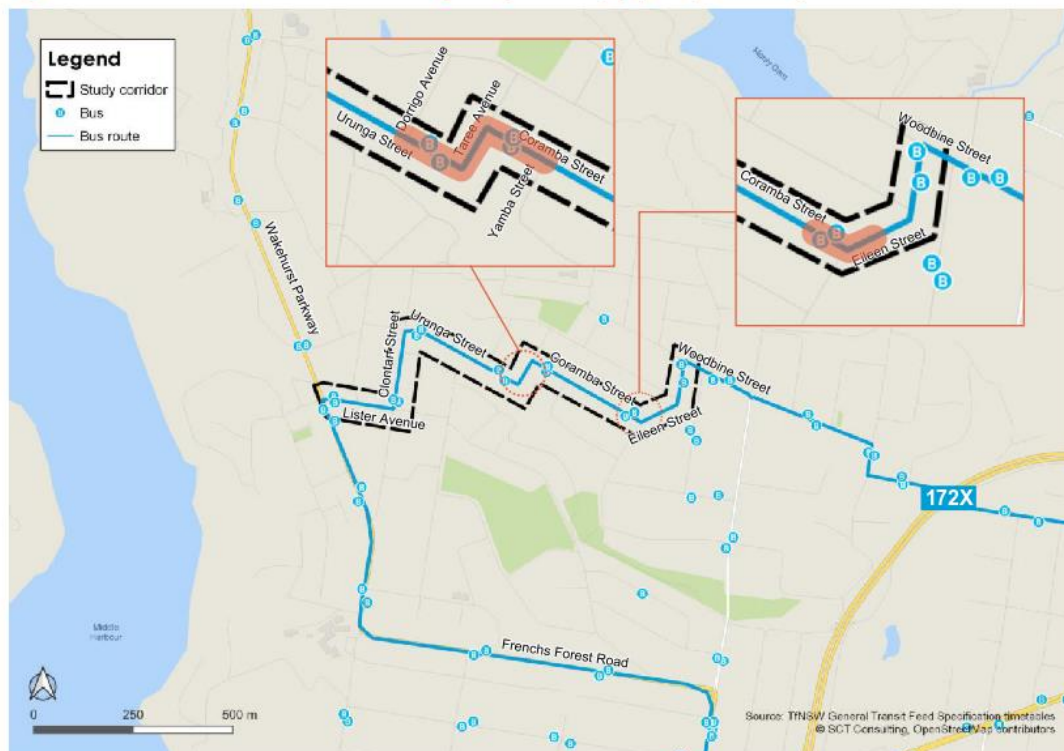 Legend
Study corridor
Bus
Bus route
Dorrigo Avenue
Taree Avenue
Urunga Street
Coramba Street
Yamba Street
Woodbine Street
Coramba Street
Eileen Street
Wakehurst Parkway
Clontarf Street
Urunga Street
Coramba Street
Woodbine Street
Lister Avenue
Eileen Street
172X
Middle
Harbour
Frenchs Forest Road
0 250 500 m
Source: TfNSW General Transit Feed Specification timetables
© SCT Consulting, OpenStreetMap contributors